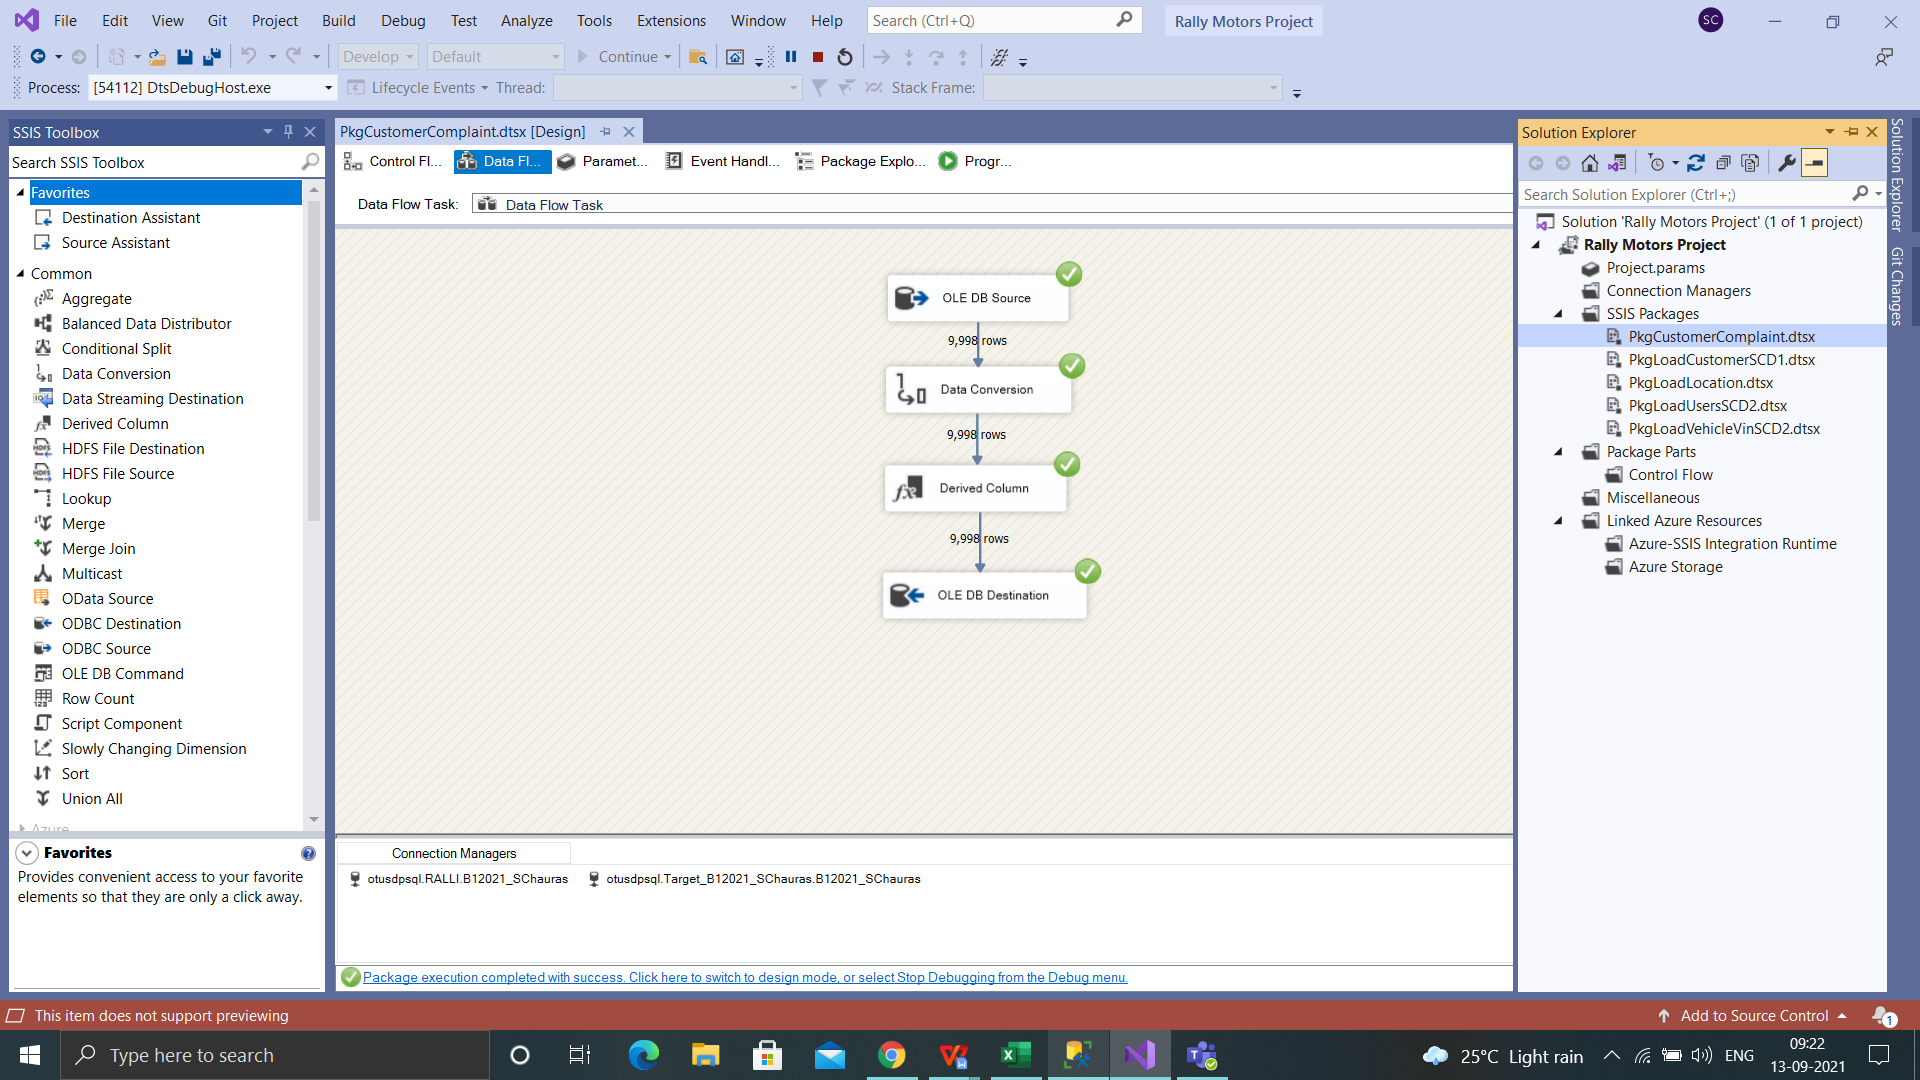 File Edit View Git Project Build Debug Test Analyze Tools Extensions Window Help Search (Ctrl+Q) Rally Motors Project SC
Develop Default Continue
Process: [54112] DtsDebugHost.exe Lifecycle Events Thread: Stack Frame:
SSIS Toolbox
Search SSIS Toolbox
Favorites
Destination Assistant
Source Assistant
Common
Aggregate
Balanced Data Distributor
Conditional Split
Data Conversion
Data Streaming Destination
Derived Column
HDFS File Destination
HDFS File Source
Lookup
Merge
Merge Join
Multicast
OData Source
ODBC Destination
ODBC Source
OLE DB Command
Row Count
Script Component
Slowly Changing Dimension
Sort
Union All
Azure
Favorites
Provides convenient access to your favorite
elements so that they are only a click away.
PkgCustomerComplaint.dtsx [Design]
Control Fl... Data Fl... Paramet... Event Handl... Package Explo... Progr...
Data Flow Task: Data Flow Task
OLE DB Source
9,998 rows
Data Conversion
9,998 rows
Derived Column
9,998 rows
OLE DB Destination
Connection Managers
otusdpsql.RALLI.B12021_SChauras otusdpsql.Target_B12021_SChauras.B12021_SChauras
Package execution completed with success. Click here to switch to design mode, or select Stop Debugging from the Debug menu.
Solution Explorer
Search Solution Explorer (Ctrl+;)
Solution 'Rally Motors Project' (1 of 1 project)
Rally Motors Project
Project.params
Connection Managers
SSIS Packages
PkgCustomerComplaint.dtsx
PkgLoadCustomerSCD1.dtsx
PkgLoadLocation.dtsx
PkgLoadUsersSCD2.dtsx
PkgLoadVehicleVinSCD2.dtsx
Package Parts
Control Flow
Miscellaneous
Linked Azure Resources
Azure-SSIS Integration Runtime
Azure Storage
Solution Explorer
Git Changes
This item does not support previewing
Add to Source Control
1
Type here to search
25°C Light rain
ENG
09:22
13-09-2021